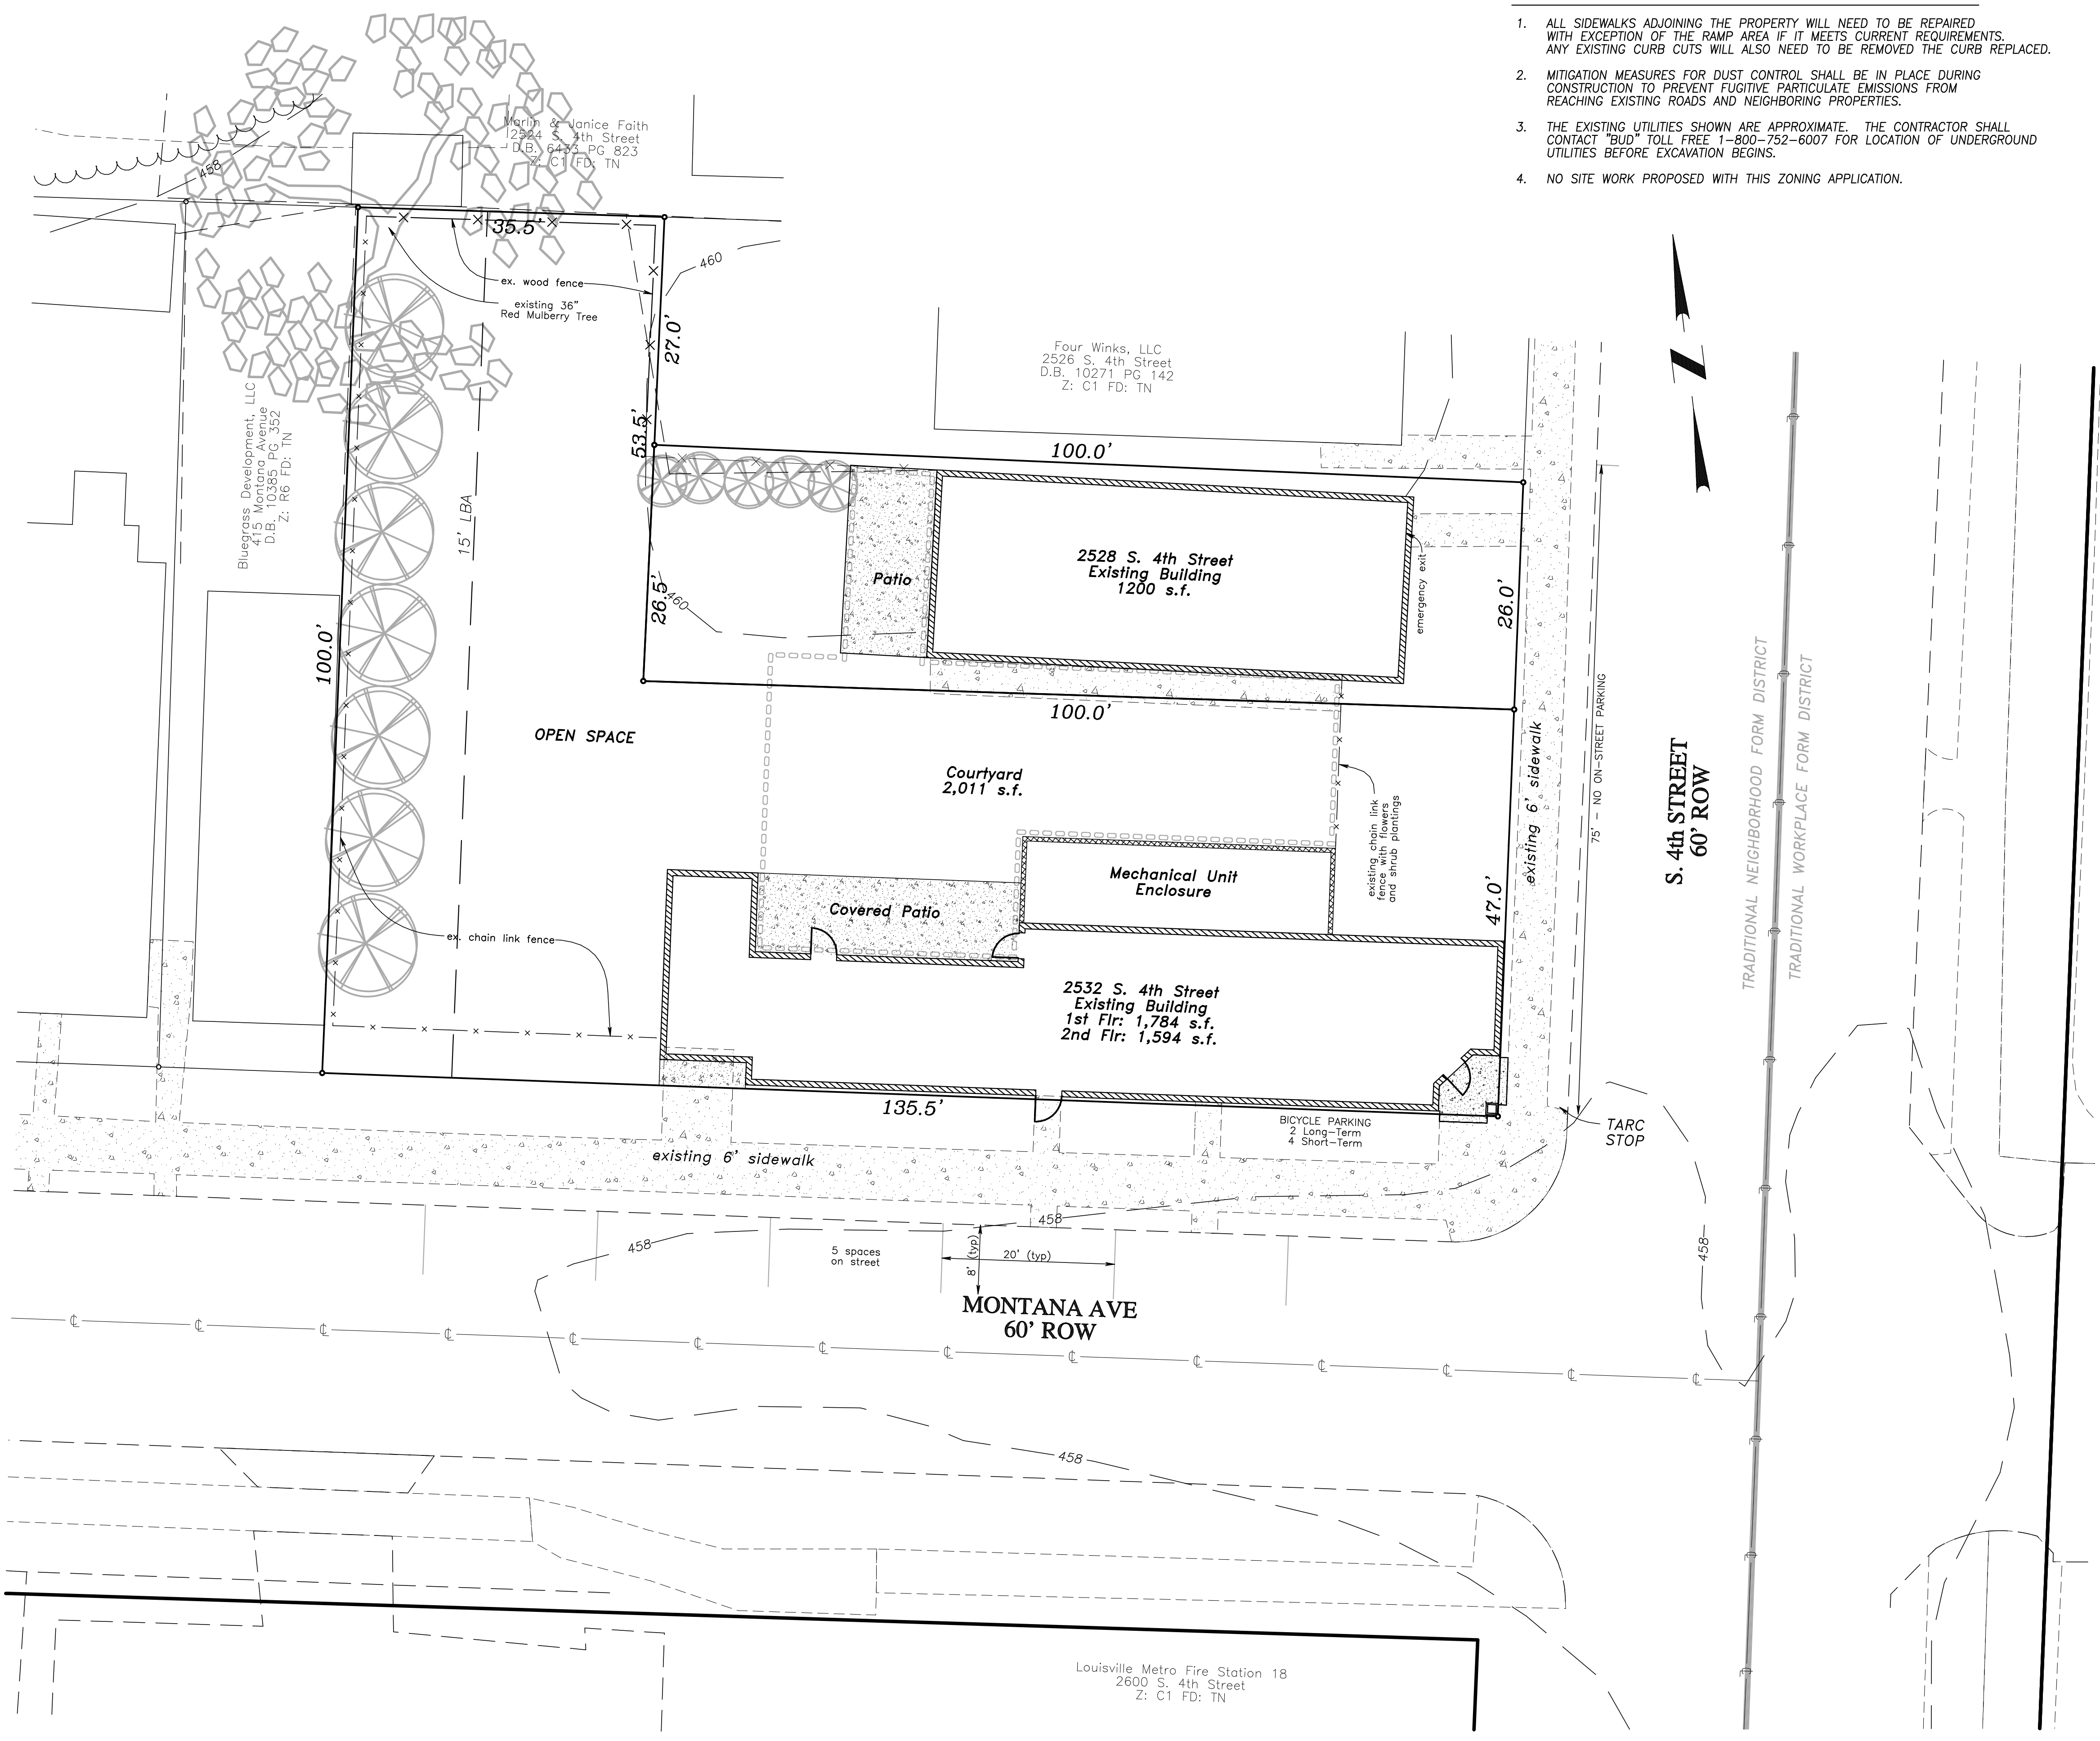 1. ALL SIDEWALKS ADJOINING THE PROPERTY WILL NEED TO BE REPAIRED
WITH EXCEPTION OF THE RAMP AREA IF IT MEETS CURRENT REQUIREMENTS.
ANY EXISTING CURB CUTS WILL ALSO NEED TO BE REMOVED THE CURB REPLACED.
2. MITIGATION MEASURES FOR DUST CONTROL SHALL BE IN PLACE DURING
CONSTRUCTION TO PREVENT FUGITIVE PARTICULATE EMISSIONS FROM
REACHING EXISTING ROADS AND NEIGHBORING PROPERTIES.
3. THE EXISTING UTILITIES SHOWN ARE APPROXIMATE. THE CONTRACTOR SHALL
CONTACT "BUD" TOLL FREE 1-800-752-6007 FOR LOCATION OF UNDERGROUND
UTILITIES BEFORE EXCAVATION BEGINS.
4. NO SITE WORK PROPOSED WITH THIS ZONING APPLICATION.
Marlin & Janice Faith
2524 S. 4th Street
D.B. 6433 PG 823
Z: C1 FD: TN
458
35.5'
460
ex. wood fence
existing 36"
Red Mulberry Tree
27.0'
N
Four Winks, LLC
2526 S. 4th Street
D.B. 10271 PG 142
Z: C1 FD: TN
Bluegrass Development, LLC
415 Montana Avenue
D.B. 10385 PG 352
Z: R6 FD: TN
53.5'
100.0'
15' LBA
2528 S. 4th Street
Existing Building
1200 s.f.
Patio
emergency exit
26.0'
26.5'
460
100.0'
100.0'
OPEN SPACE
Courtyard
2,011 s.f.
existing chain link
fence with flowers
and shrub plantings
existing 6' sidewalk
75' - NO ON-STREET PARKING
S. 4th STREET
60' ROW
TRADITIONAL NEIGHBORHOOD FORM DISTRICT
TRADITIONAL WORKPLACE FORM DISTRICT
Mechanical Unit
Enclosure
47.0'
Covered Patio
ex. chain link fence
2532 S. 4th Street
Existing Building
1st Flr: 1,784 s.f.
2nd Flr: 1,594 s.f.
135.5'
BICYCLE PARKING
2 Long-Term
4 Short-Term
TARC
STOP
existing 6' sidewalk
458
458
5 spaces
on street
8' (typ)
20' (typ)
458
MONTANA AVE
60' ROW
458
Louisville Metro Fire Station 18
2600 S. 4th Street
Z: C1 FD: TN